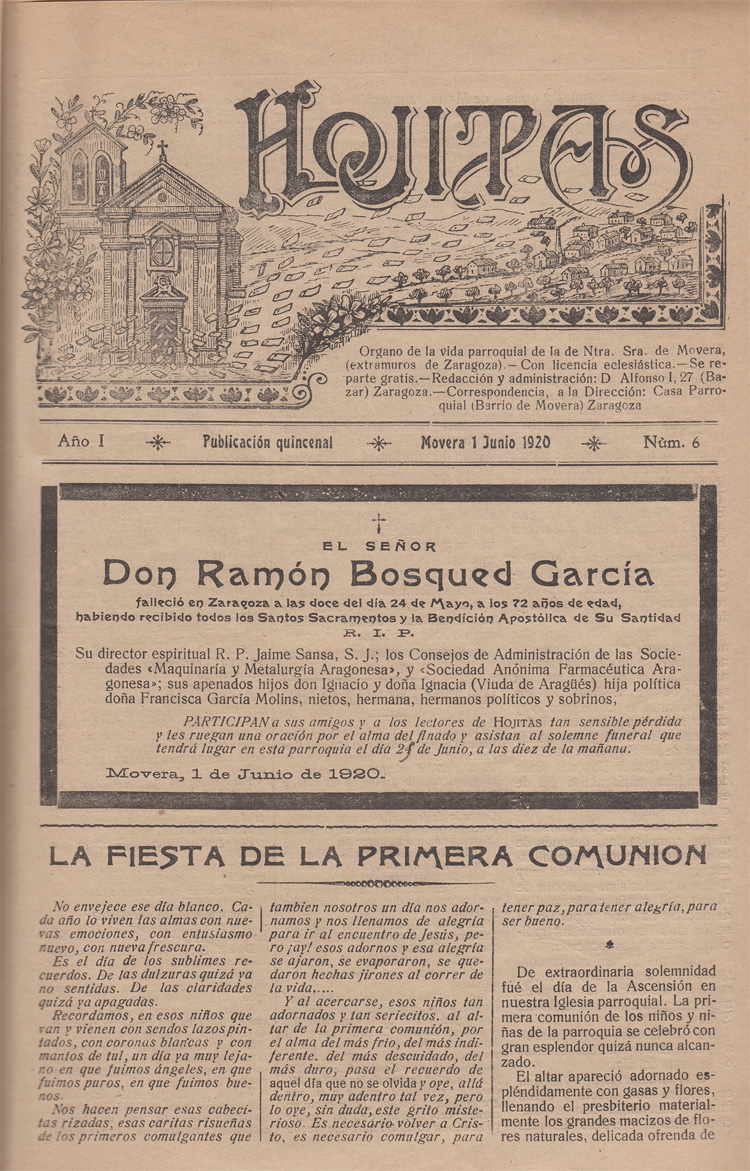 HOJITAS
Organo de la vida parroquial de la de Ntra. Sra. de Movera,
(extramuros de Zaragoza).—Con licencia eclesiástica.—Se re-
parte gratis.—Redacción y administración: D Alfonso I, 27 (Ba-
zar) Zaragoza.—Correspondencia, a la Dirección: Casa Parro-
quial (Barrio de Movera) Zaragoza
Año I Publicación quincenal Movera 1 Junio 1920 Núm. 6
EL SEÑOR
Don Ramón Bosqued García
falleció en Zaragoza a las doce del día 24 de Mayo, a los 72 años de edad,
habiendo recibido todos los Santos Sacramentos y la Bendición Apostólica de Su Santidad
R. I. P.
Su director espiritual R. P. Jaime Sansa, S. J.; los Consejos de Administración de las Socie-
dades «Maquinaría y Metalurgía Aragonesa», y «Sociedad Anónima Farmacéutica Ara-
gonesa»; sus apenados hijos don Ignacio y doña Ignacia (Viuda de Aragüés) hija política
doña Francisca García Molins, nietos, hermana, hermanos políticos y sobrinos,
PARTICIPAN a sus amigos y a los lectores de HOJITAS tan sensible pérdida
y les ruegan una oración por el alma del finado y asistan al solemne funeral que
tendrá lugar en esta parroquia el día 2 de Junio, a las diez de la mañana.
Movera, 1 de Junio de 1920.
LA FIESTA DE LA PRIMERA COMUNION
No envejece ese día blanco. Ca-
da año lo viven las almas con nue-
vas emociones, con entusiasmo
nuevo, con nueva frescura.
Es el día de los sublimes re-
cuerdos. De las dulzuras quizá ya
no sentidas. De las claridades
quizá ya apagadas.
Recordamos, en esos niños que
van y vienen con sendos lazos pin-
tados, con coronas blancas y con
mantos de tul, un día ya muy leja-
no en que fuimos ángeles, en que
fuimos puros, en que fuimos bue-
nos.
Nos hacen pensar esas cabeci-
tas rizadas, esas caritas risueñas
de los primeros comulgantes que
tambien nosotros un día nos ador-
namos y nos llenamos de alegría
para ir al encuentro de Jesús, pe-
ro ¡ay! esos adornos y esa alegría
se ajaron, se evaporaron, se que-
daron hechas jirones al correr de
la vida.....
Y al acercarse, esos niños tan
adornados y tan seriecitos. al al-
tar de la primera comunión, por
el alma del más frío, del más indi-
ferente. del más descuidado, del
más duro, pasa el recuerdo de
aquel día que no se olvida y oye, allá
dentro, muy adentro tal vez, pero
lo oye, sin duda, este grito miste-
rioso. Es necesario volver a Cris-
to, es necesario comulgar, para
tener paz, para tener alegría, para
ser bueno.
De extraordinaria solemnidad
fué el día de la Ascensión en
nuestra Iglesia parroquial. La pri-
mera comunión de los niños y ni-
ñas de la parroquia se celebró con
gran esplendor quizá nunca alcan-
zado.
El altar apareció adornado es-
pléndidamente con gasas y flores,
llenando el presbiterio material-
mente los grandes macizos de flo-
res naturales, delicada ofrenda de